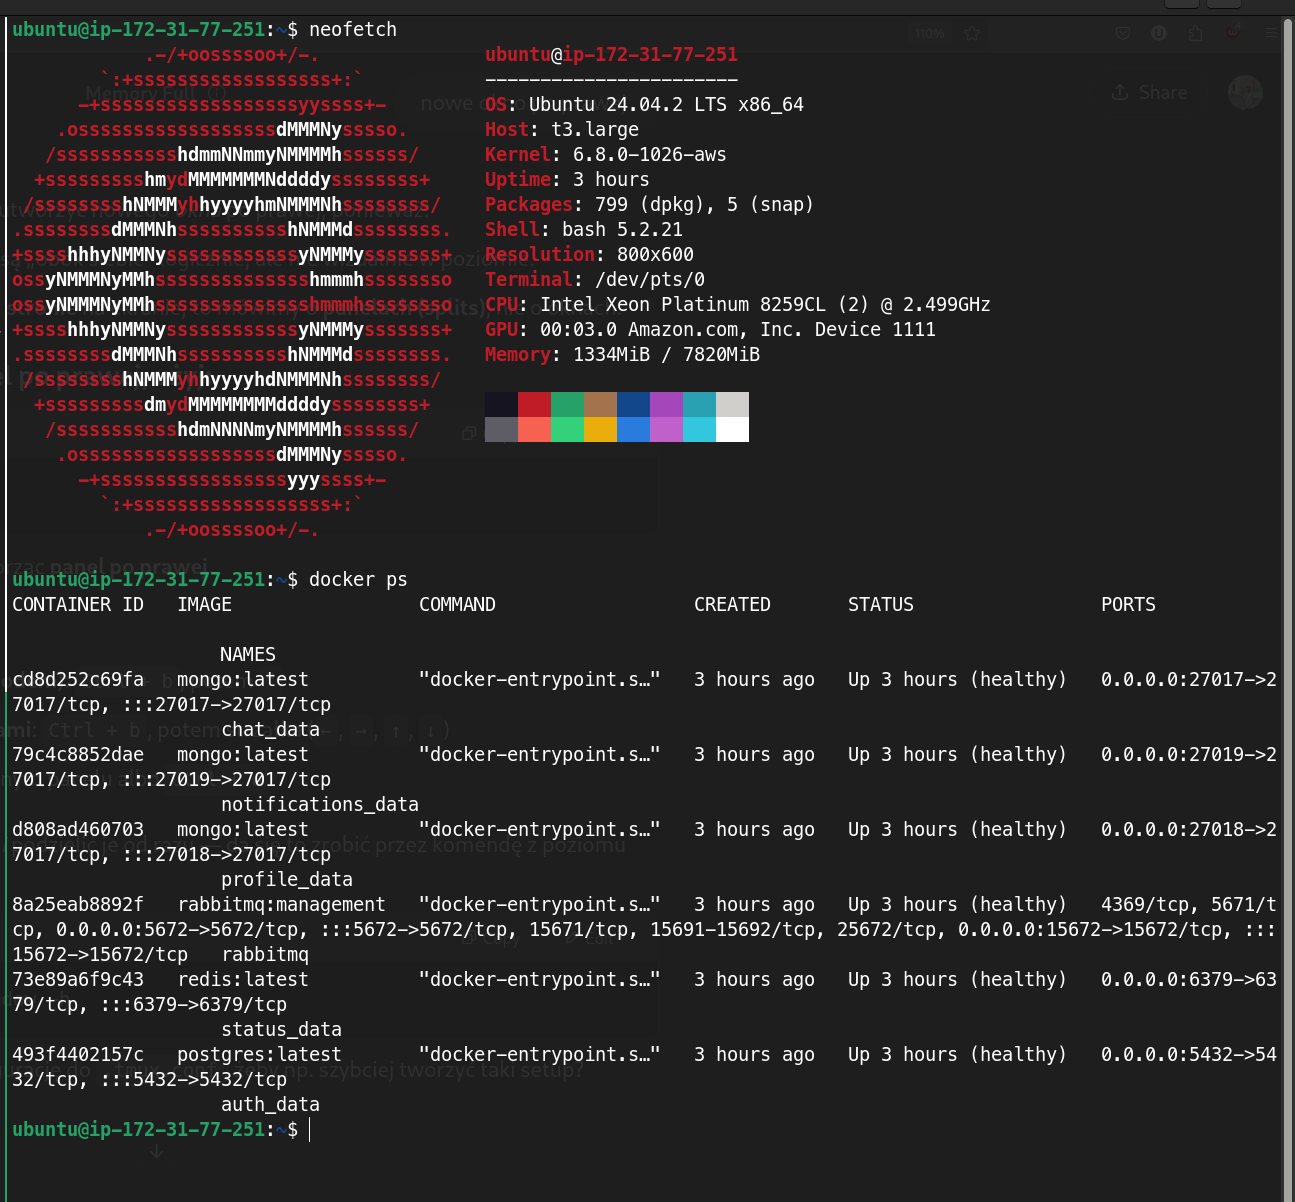 ubuntu@ip-172-31-77-251:~$ neofetch
.-/+oossssoo+/-. ubuntu@ip-172-31-77-251
`:+ssssssssssssssssss+:` -----------------------
-+ssssssssssssssssssyyssss+- OS: Ubuntu 24.04.2 LTS x86_64
.ossssssssssssssssssdMMMNysssso. Host: t3.large
/ssssssssssshdmmNNmmyNMMMMhssssss/ Kernel: 6.8.0-1026-aws
+ssssssssshmydMMMMMMMNddddyssssssss+ Uptime: 3 hours
/sssssssshNMMMyhhyyyyhmNMMMNhssssssss/ Packages: 799 (dpkg), 5 (snap)
.ssssssssdMMMNhsssssssssshNMMMdssssssss. Shell: bash 5.2.21
+sssshhhyNMMNyssssssssssssyNMMMysssssss+ Resolution: 800x600
ossyNMMMNyMMhsssssssssssssshmmmhssssssso Terminal: /dev/pts/0
ossyNMMMNyMMhsssssssssssssshmmmhssssssso CPU: Intel Xeon Platinum 8259CL (2) @ 2.499GHz
+sssshhhyNMMNyssssssssssssyNMMMysssssss+ GPU: 00:03.0 Amazon.com, Inc. Device 1111
.ssssssssdMMMNhsssssssssshNMMMdssssssss. Memory: 1334MiB / 7820MiB
/sssssssshNMMMyhhyyyyhdNMMMNhssssssss/
+sssssssssdmydMMMMMMMMddddyssssssss+
/ssssssssssshdmNNNNmyNMMMMhssssss/
.ossssssssssssssssssdMMMNysssso.
-+sssssssssssssssssyyyssss+-
`:+ssssssssssssssssss+:`
.-/+oossssoo+/-.
ubuntu@ip-172-31-77-251:~$ docker ps
CONTAINER ID IMAGE COMMAND CREATED STATUS PORTS
NAMES
cd8d252c69fa mongo:latest "docker-entrypoint.s…" 3 hours ago Up 3 hours (healthy) 0.0.0.0:27017->2
7017/tcp, :::27017->27017/tcp
chat_data
79c4c8852dae mongo:latest "docker-entrypoint.s…" 3 hours ago Up 3 hours (healthy) 0.0.0.0:27019->2
7017/tcp, :::27019->27017/tcp
notifications_data
d808ad460703 mongo:latest "docker-entrypoint.s…" 3 hours ago Up 3 hours (healthy) 0.0.0.0:27018->2
7017/tcp, :::27018->27017/tcp
profile_data
8a25eab8892f rabbitmq:management "docker-entrypoint.s…" 3 hours ago Up 3 hours (healthy) 4369/tcp, 5671/t
cp, 0.0.0.0:5672->5672/tcp, :::5672->5672/tcp, 15671/tcp, 15691-15692/tcp, 25672/tcp, 0.0.0.0:15672->15672/tcp, :::
15672->15672/tcp rabbitmq
73e89a6f9c43 redis:latest "docker-entrypoint.s…" 3 hours ago Up 3 hours (healthy) 0.0.0.0:6379->63
79/tcp, :::6379->6379/tcp
status_data
493f4402157c postgres:latest "docker-entrypoint.s…" 3 hours ago Up 3 hours (healthy) 0.0.0.0:5432->54
32/tcp, :::5432->5432/tcp
auth_data
ubuntu@ip-172-31-77-251:~$